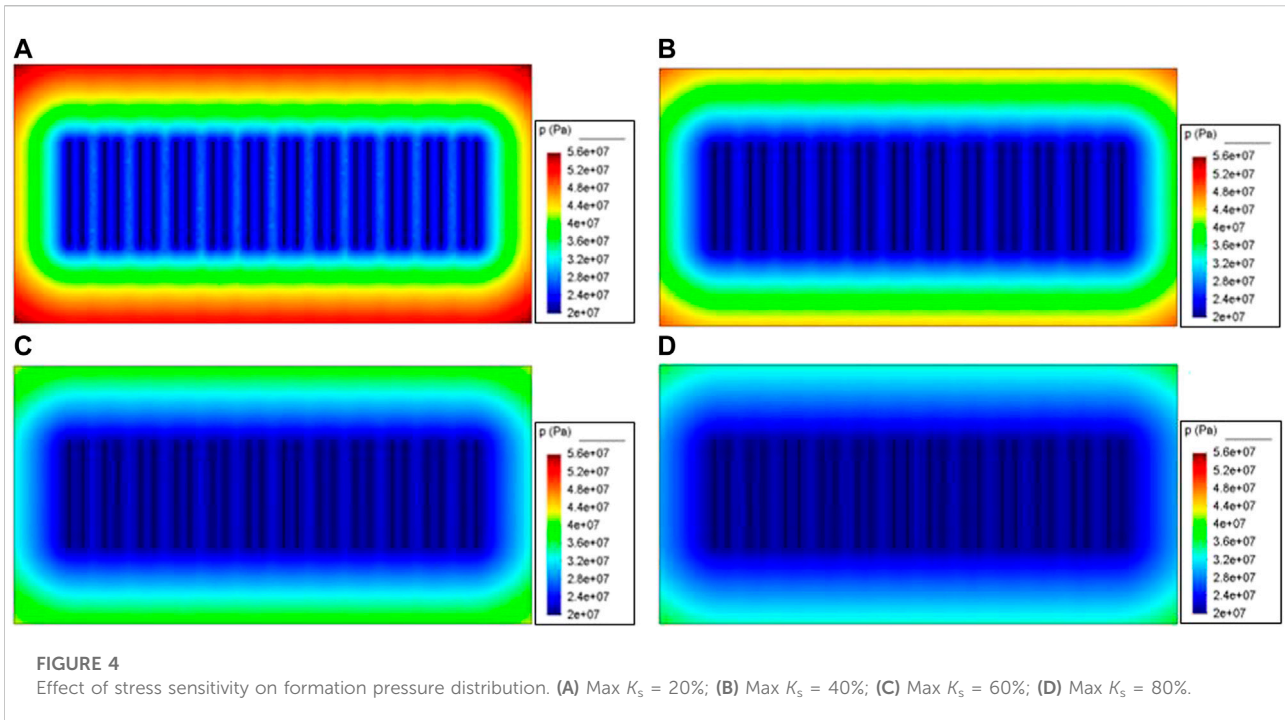 A
p (Pa)
5.6e+07
5.2e+07
4.8e+07
4.4e+07
4e+07
3.6e+07
3.2e+07
2.8e+07
2.4e+07
2e+07
B
p (Pa)
5.6e+07
5.2e+07
4.8e+07
4.4e+07
4e+07
3.6e+07
3.2e+07
2.8e+07
2.4e+07
2e+07
C
p (Pa)
5.6e+07
5.2e+07
4.8e+07
4.4e+07
4e+07
3.6e+07
3.2e+07
2.8e+07
2.4e+07
2e+07
D
p (Pa)
5.6e+07
5.2e+07
4.8e+07
4.4e+07
4e+07
3.6e+07
3.2e+07
2.8e+07
2.4e+07
2e+07
FIGURE 4
Effect of stress sensitivity on formation pressure distribution. (A) Max Ks = 20%; (B) Max Ks = 40%; (C) Max Ks = 60%; (D) Max Ks = 80%.